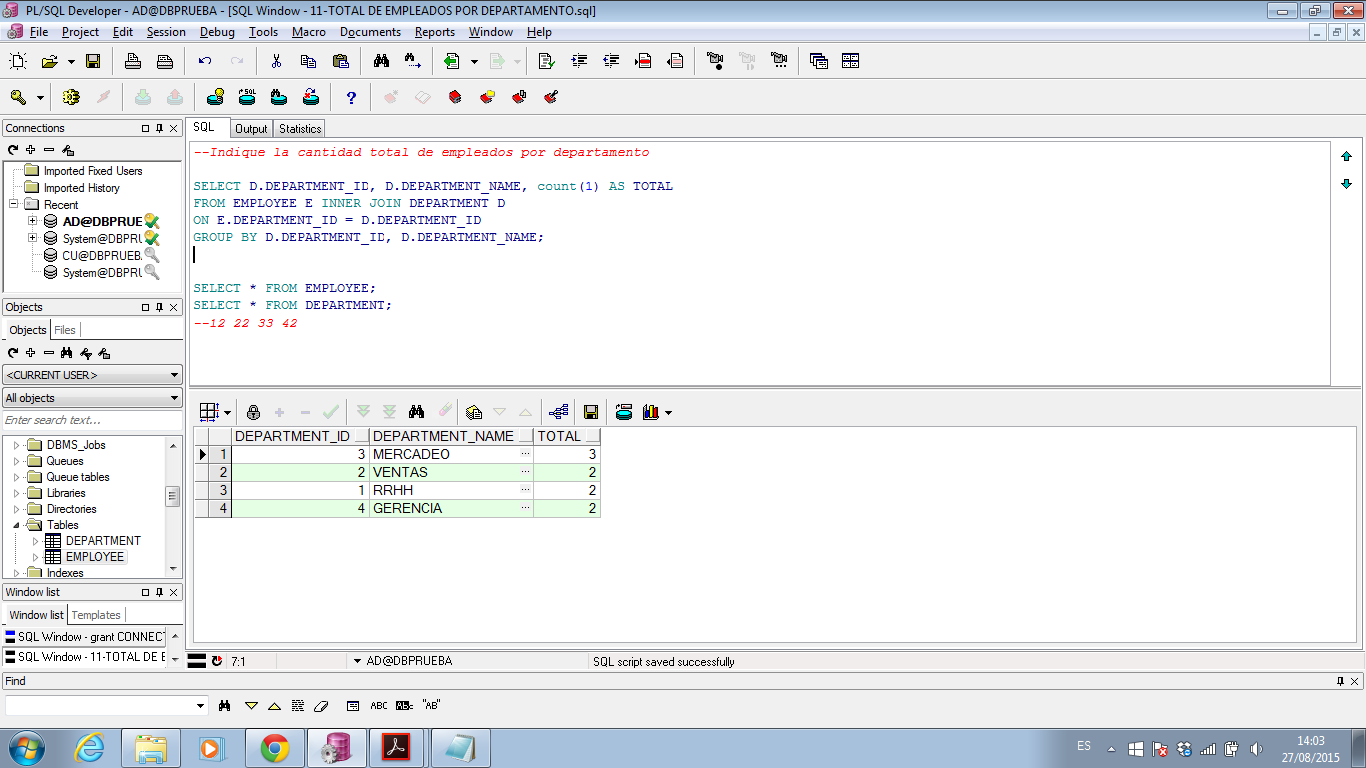 PL/SQL Developer - AD@DBPRUEBA - [SQL Window - 11-TOTAL DE EMPLEADOS POR DEPARTAMENTO.sql]
File Project Edit Session Debug Tools Macro Documents Reports Window Help
SQL
Connections
SQL Output Statistics
Imported Fixed Users
Imported History
Recent
AD@DBPRUE
System@DBPRU
CU@DBPRUEB
System@DBPRU
--Indique la cantidad total de empleados por departamento
SELECT D.DEPARTMENT_ID, D.DEPARTMENT_NAME, count(1) AS TOTAL
FROM EMPLOYEE E INNER JOIN DEPARTMENT D
ON E.DEPARTMENT_ID = D.DEPARTMENT_ID
GROUP BY D.DEPARTMENT_ID, D.DEPARTMENT_NAME;
SELECT * FROM EMPLOYEE;
SELECT * FROM DEPARTMENT;
--12 22 33 42
Objects
Objects Files
<CURRENT USER>
All objects
Enter search text...
DBMS_Jobs
Queues
Queue tables
Libraries
Directories
Tables
DEPARTMENT
EMPLOYEE
Indexes
DEPARTMENT_ID DEPARTMENT_NAME TOTAL
1 3 MERCADEO ... 3
2 2 VENTAS ... 2
3 1 RRHH ... 2
4 4 GERENCIA ... 2
Window list
Window list Templates
SQL Window - grant CONNECT
SQL Window - 11-TOTAL DE E
7:1 AD@DBPRUEBA SQL script saved successfully
Find
ABC "AB"
ES
14:03
27/08/2015